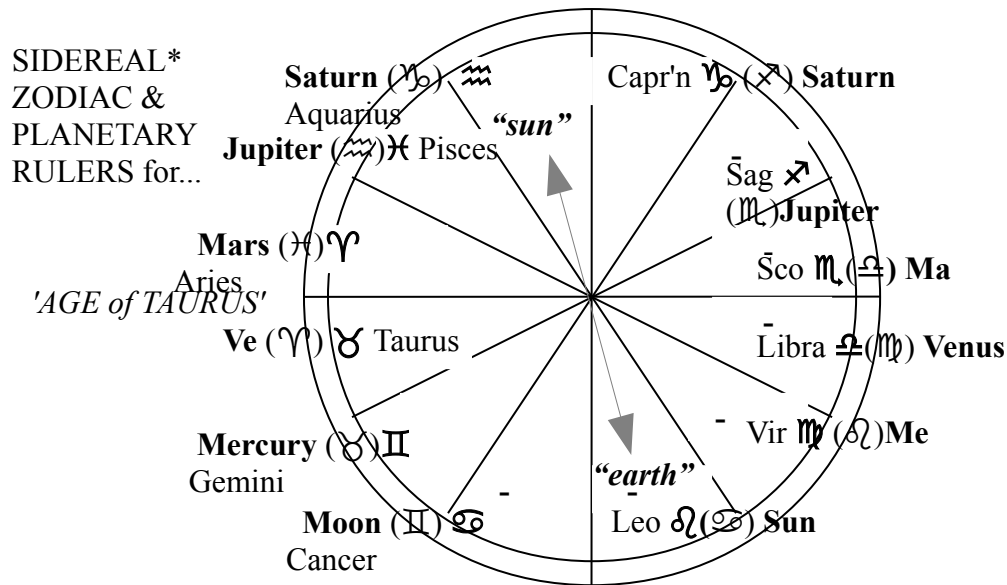 SIDEREAL*
ZODIAC &
PLANETARY
RULERS for...
'AGE of TAURUS'
Saturn (♑) ♒
Aquarius
Jupiter (♒)♓ Pisces
Mars (♓)♈
Aries
Ve (♈) ♉ Taurus
Mercury (♉)♊
Gemini
Moon (♊) ♋
Cancer
"sun"
"earth"
Capr'n ♑ (♐) Saturn
Sag ♐
(♏)Jupiter
Sco ♏(♎) Ma
Libra ♎(♍) Venus
Vir ♍ (♌)Me
Leo ♌(♋) Sun